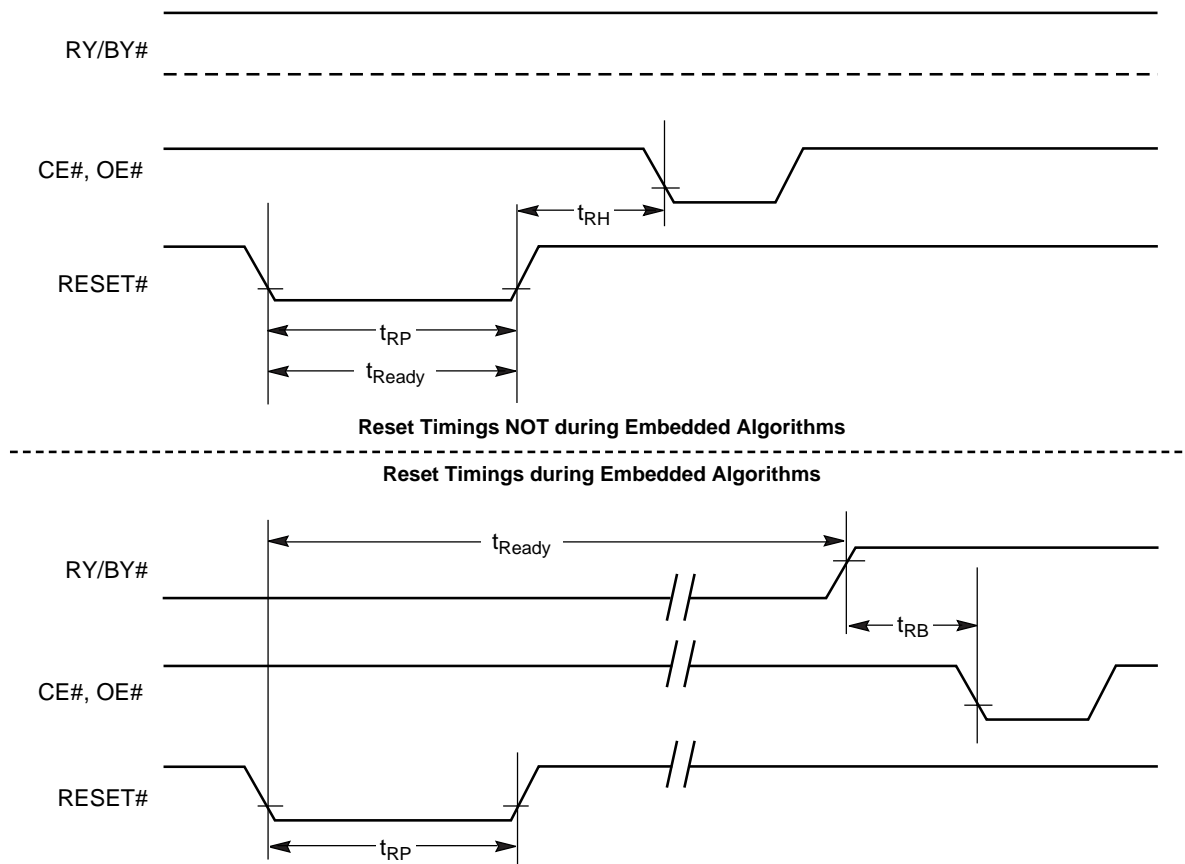 RY/BY#
CE#, OE#
tRH
RESET#
tRP
tReady
Reset Timings NOT during Embedded Algorithms
Reset Timings during Embedded Algorithms
tReady
RY/BY#
tRB
CE#, OE#
RESET#
tRP